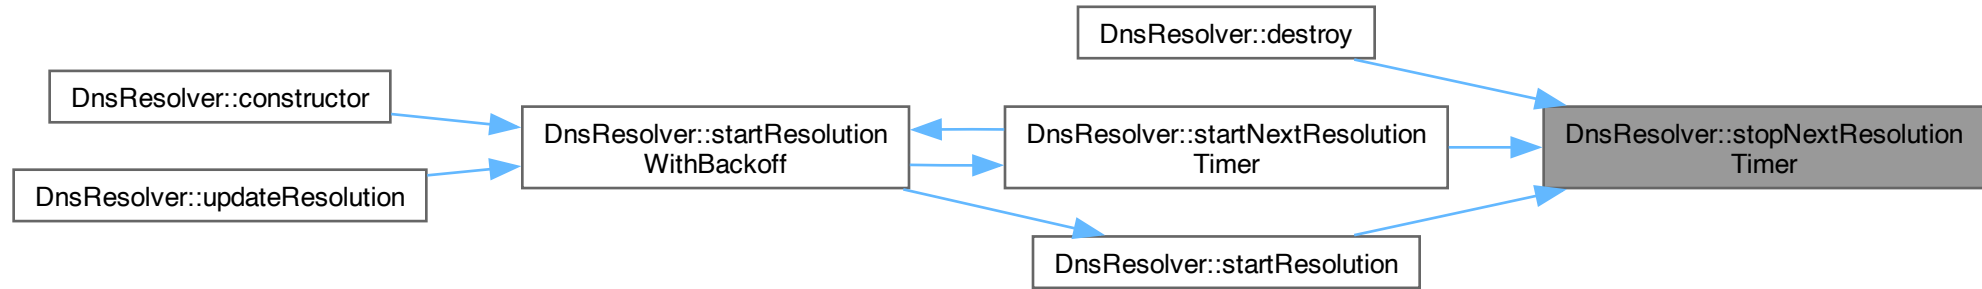 DnsResolver::destroy
DnsResolver::constructor
DnsResolver::startResolution
WithBackoff
DnsResolver::startNextResolution
Timer
DnsResolver::stopNextResolution
Timer
DnsResolver::updateResolution
DnsResolver::startResolution